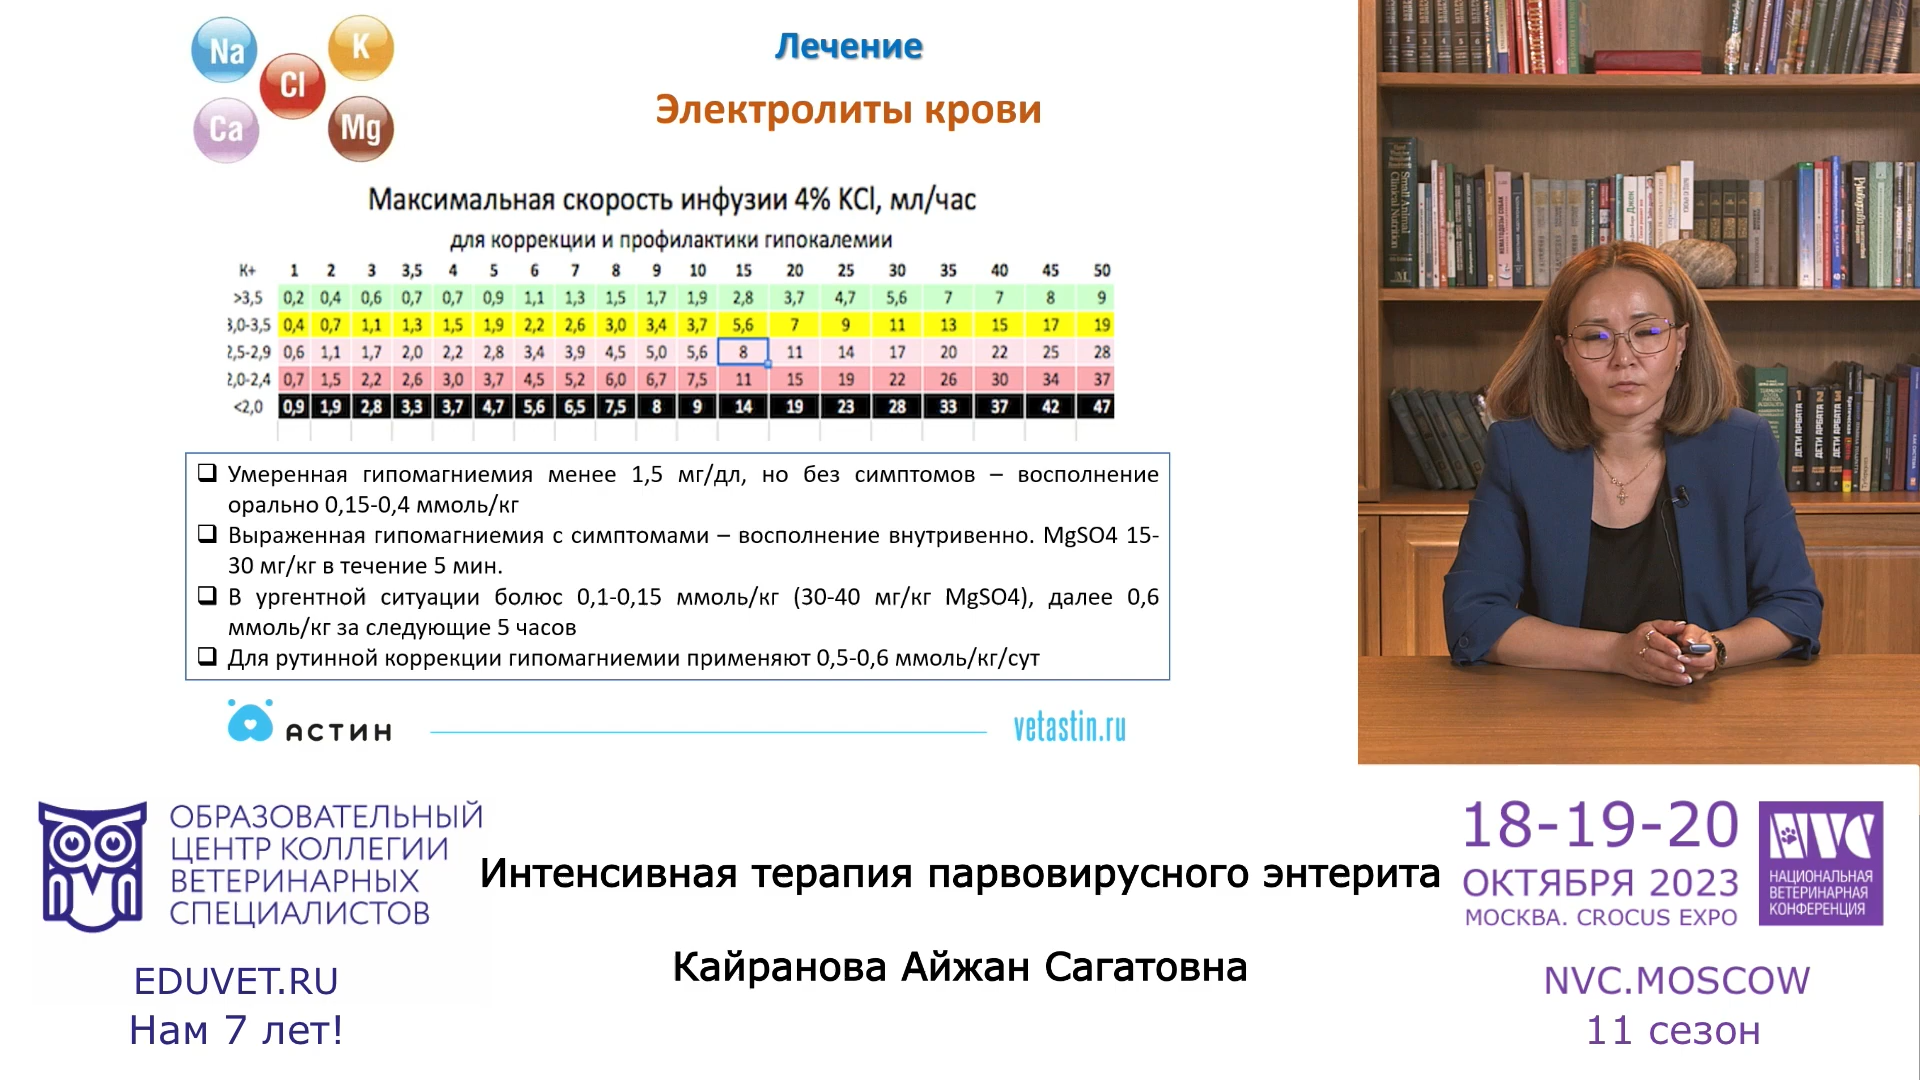 Na
K
Cl
Ca
Mg
Лечение
Электролиты крови
Максимальная скорость инфузии 4% KCl, мл/час
для коррекции и профилактики гипокалемии
К+ 1 2 3 3,5 4 5 6 7 8 9 10 15 20 25 30 35 40 45 50
>3,5 0,2 0,4 0,6 0,7 0,7 0,9 1,1 1,3 1,5 1,7 1,9 2,8 3,7 4,7 5,6 7 7 8 9
3,0-3,5 0,4 0,7 1,1 1,3 1,5 1,9 2,2 2,6 3,0 3,4 3,7 5,6 7 9 11 13 15 17 19
2,5-2,9 0,6 1,1 1,7 2,0 2,2 2,8 3,4 3,9 4,5 5,0 5,6 8 11 14 17 20 22 25 28
2,0-2,4 0,7 1,5 2,2 2,6 3,0 3,7 4,5 5,2 6,0 6,7 7,5 11 15 19 22 26 30 34 37
<2,0 0,9 1,9 2,8 3,3 3,7 4,7 5,6 6,5 7,5 8 9 14 19 23 28 33 37 42 47
Умеренная гипомагниемия менее 1,5 мг/дл, но без симптомов – восполнение
орально 0,15-0,4 ммоль/кг
Выраженная гипомагниемия с симптомами – восполнение внутривенно. MgSO4 15-
30 мг/кг в течение 5 мин.
В ургентной ситуации болюс 0,1-0,15 ммоль/кг (30-40 мг/кг MgSO4), далее 0,6
ммоль/кг за следующие 5 часов
Для рутинной коррекции гипомагниемии применяют 0,5-0,6 ммоль/кг/сут
АСТИН
vetastin.ru
Small Animal
Clinical Nutrition
ДЕТИ АРБАТА
ДЕТИ АРБАТА
ОБРАЗОВАТЕЛЬНЫЙ
ЦЕНТР КОЛЛЕГИИ
ВЕТЕРИНАРНЫХ
СПЕЦИАЛИСТОВ
EDUVET.RU
Нам 7 лет!
Интенсивная терапия парвовирусного энтерита
Кайранова Айжан Сагатовна
18-19-20
ОКТЯБРЯ 2023
МОСКВА. CROCUS EXPO
NVC
НАЦИОНАЛЬНАЯ
ВЕТЕРИНАРНАЯ
КОНФЕРЕНЦИЯ
NVC.MOSCOW
11 сезон